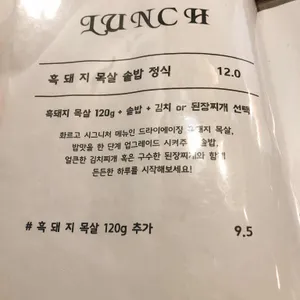 LUNCH
흑 돼 지 목살 솥밥 정식 12.0
흑돼지 목살 120g + 솥밥 + 김치 or 된장찌개 선택
화르고 시그니처 메뉴인 드라이에이징 목살,
밥맛을 한 단계 업그레이드 시켜주 솥밥,
얼큰한 김치찌개 혹은 구수한 된장찌개와 함께
든든한 하루를 시작해보세요!
# 흑 돼 지 목살 120g 추가 9.5